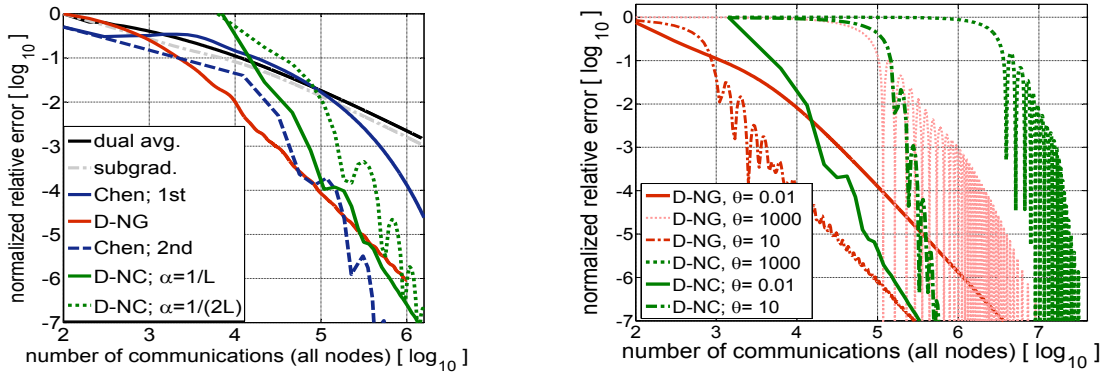 normalized relative error [ log10 ]
0
-1
-2
-3
-4
-5
-6
-7
dual avg.
subgrad.
Chen; 1st
D-NG
Chen; 2nd
D-NC; α=1/L
D-NC; α=1/(2L)
2 3 4 5 6
number of communications (all nodes) [ log10 ]
normalized relative error [ log10 ]
0
-1
-2
-3
-4
-5
-6
-7
D-NG, θ= 0.01
D-NG, θ= 1000
D-NG, θ= 10
D-NC, θ= 1000
D-NC, θ= 0.01
D-NC, θ= 10
2 3 4 5 6 7
number of communications (all nodes) [ log10 ]